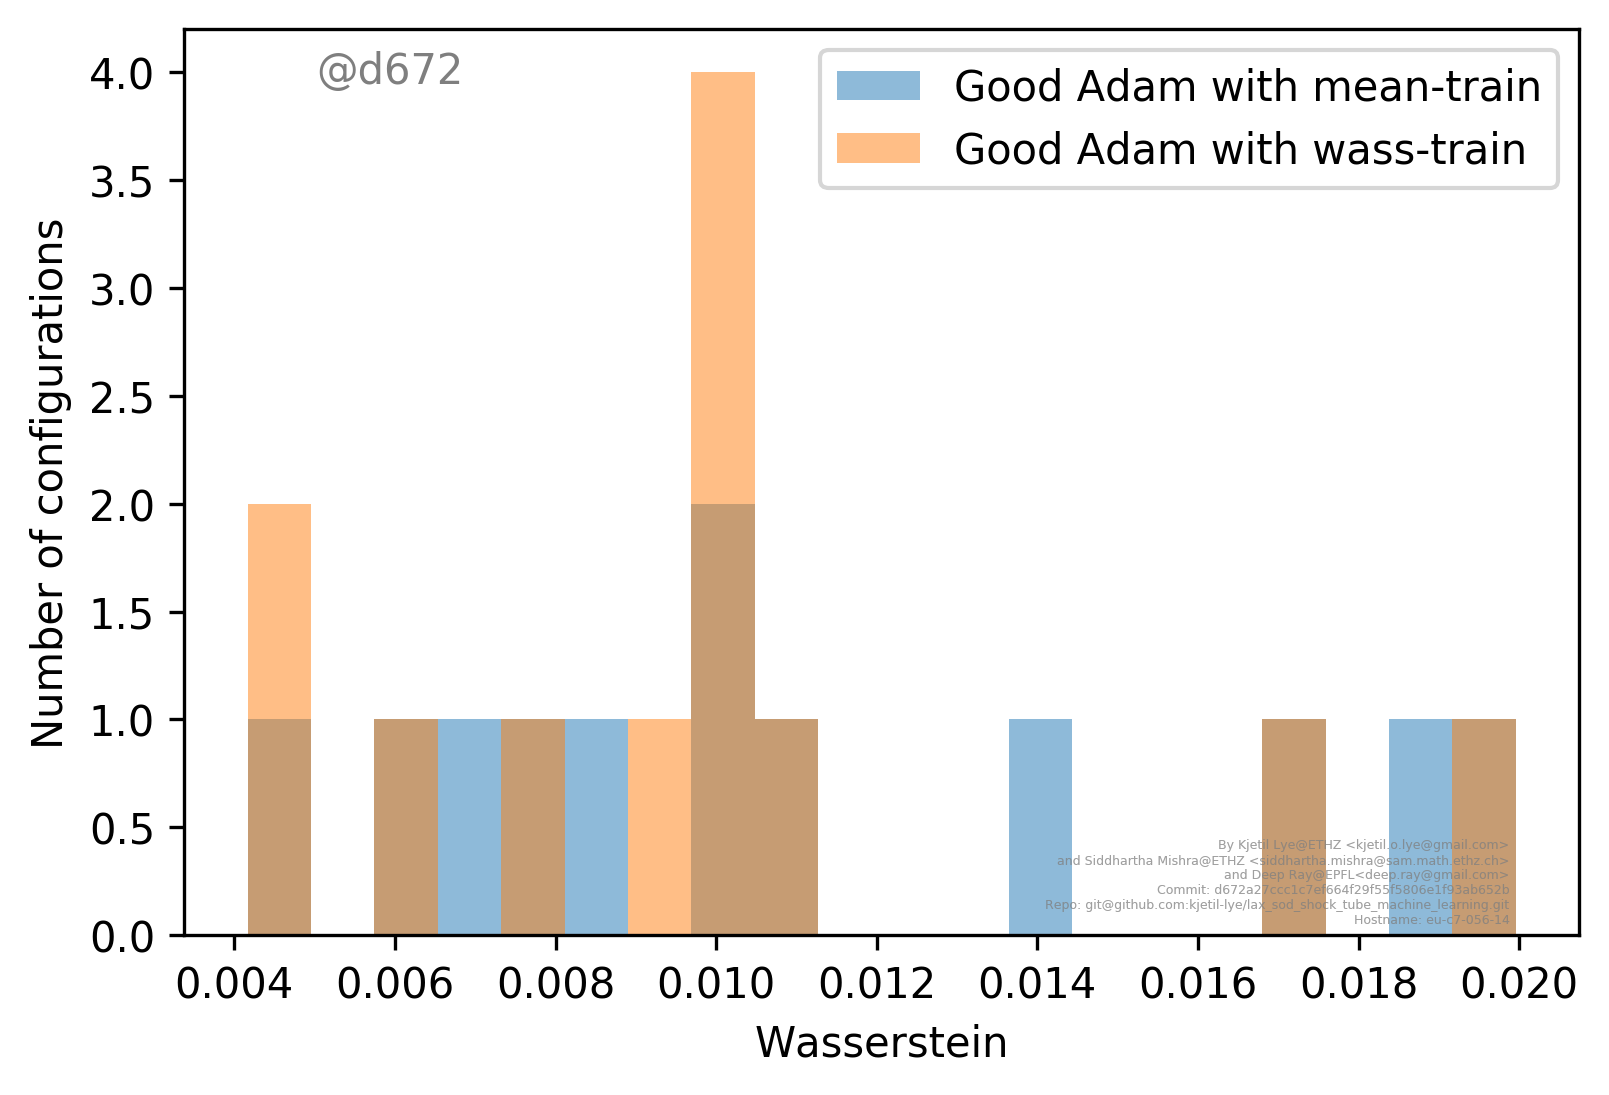 @d672
Good Adam with mean-train
Good Adam with wass-train
4.0
3.5
3.0
2.5
2.0
1.5
1.0
0.5
0.0
Number of configurations
By Kjetil Lye@ETHZ <kjetil.o.lye@gmail.com>
and Siddhartha Mishra@ETHZ <siddhartha.mishra@sam.math.ethz.ch>
and Deep Ray@EPFL<deep.ray@gmail.com>
Commit: d672a27ccc1c7ef664f29f55f5806e1f93ab652b
Repo: git@github.com:kjetil-lye/lax_sod_shock_tube_machine_learning.git
Hostname: eu-c7-056-14
0.004 0.006 0.008 0.010 0.012 0.014 0.016 0.018 0.020
Wasserstein